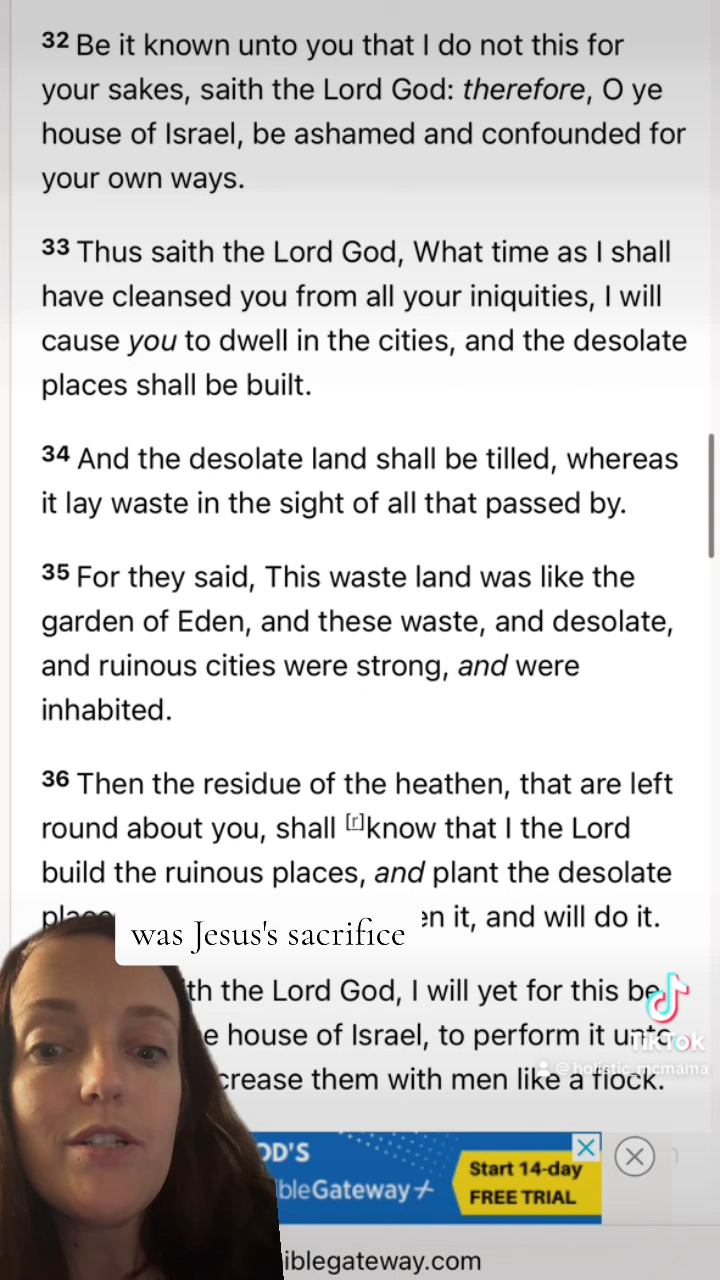 32 Be it known unto you that I do not this for
your sakes, saith the Lord God: therefore, O ye
house of Israel, be ashamed and confounded for
your own ways.
33 Thus saith the Lord God, What time as I shall
have cleansed you from all your iniquities, I will
cause you to dwell in the cities, and the desolate
places shall be built.
34 And the desolate land shall be tilled, whereas
it lay waste in the sight of all that passed by.
35 For they said, This waste land was like the
garden of Eden, and these waste, and desolate,
and ruinous cities were strong, and were
inhabited.
36 Then the residue of the heathen, that are left
round about you, shall [r]know that I the Lord
build the ruinous places, and plant the desolate
en it, and will do it.
was Jesus's sacrifice
th the Lord God, I will yet for this be
e house of Israel, to perform it unto
crease them with men like a flock.
TikTok
@holistic_mcmama
OD'S
bleGateway+
Start 14-day
FREE TRIAL
iblegateway.com